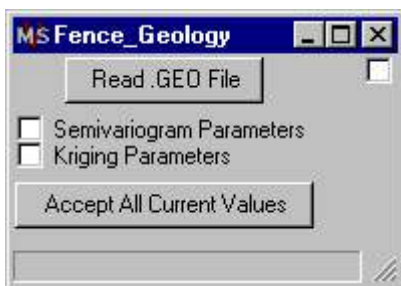 MS Fence_Geology
Read .GEO File
Semivariogram Parameters
Kriging Parameters
Accept All Current Values